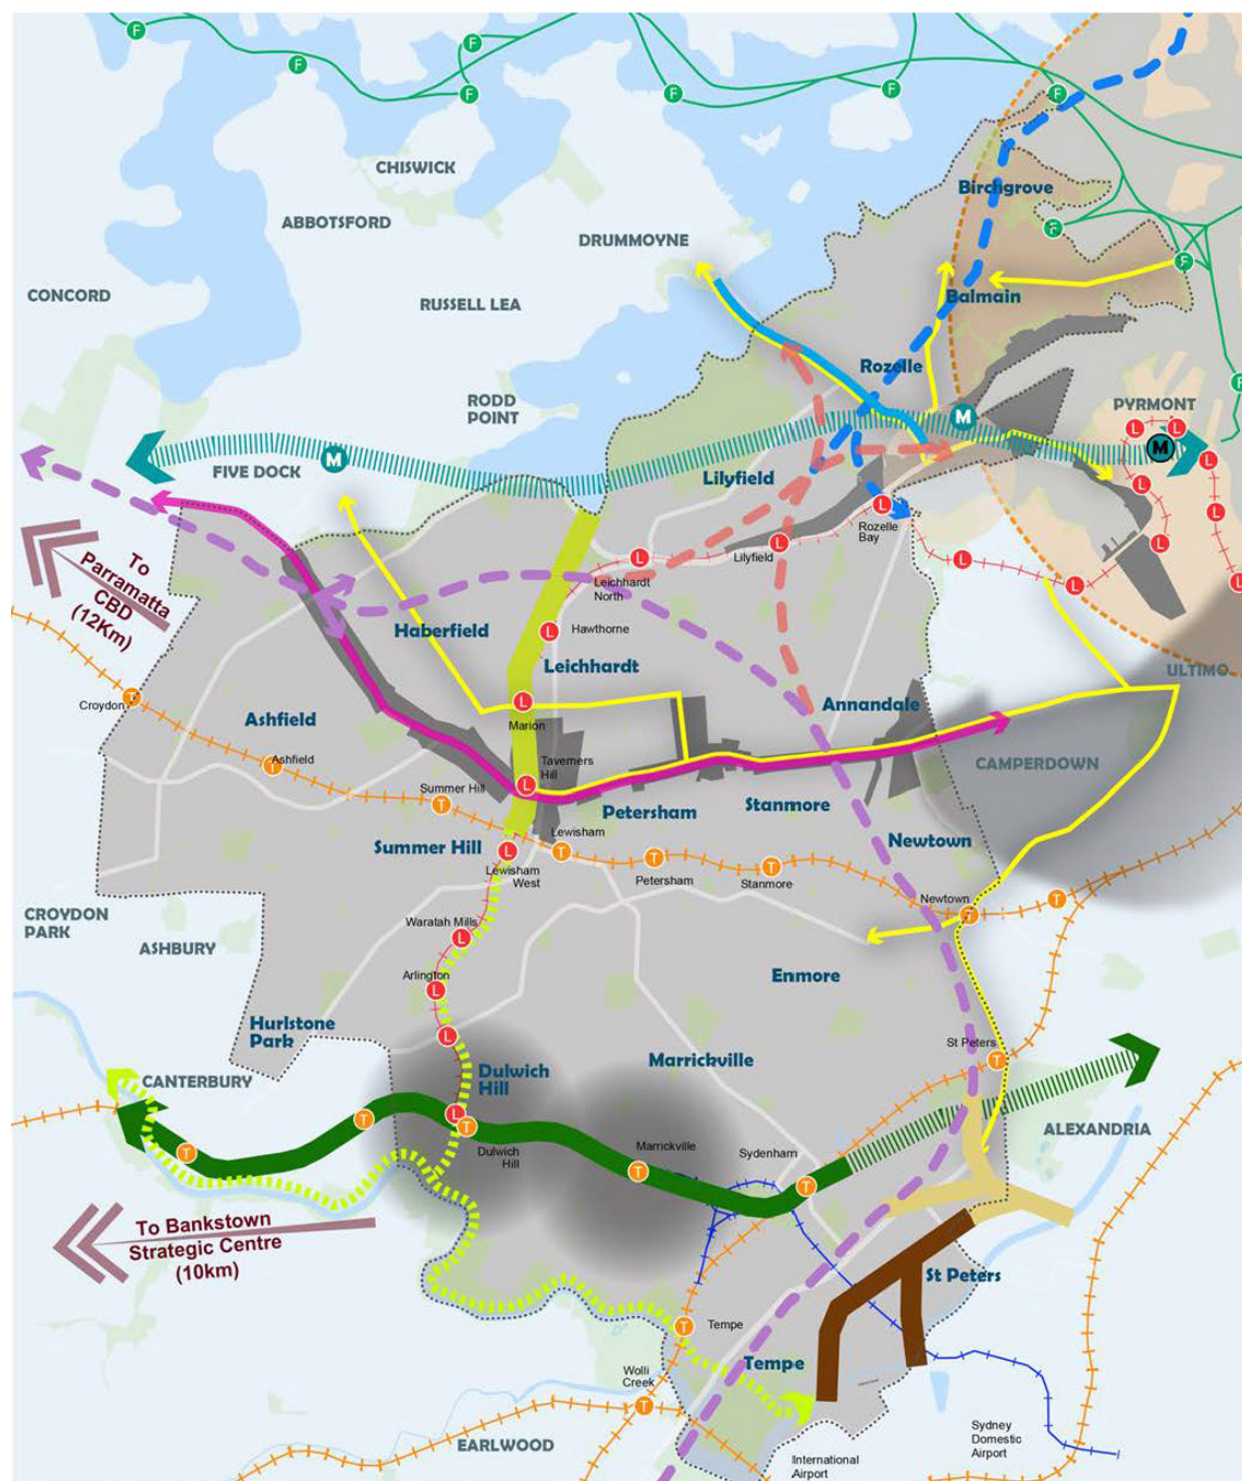 F
F
F
F
F
F
F
CHISWICK
Birchgrove
ABBOTSFORD
F
DRUMMOYNE
F
CONCORD
Balmain
RUSSELL LEA
Rozelle
F
RODD
POINT
PYRMONT
M
L
L
M
M
FIVE DOCK
L
Lilyfield
L
L
L
Rozelle
Bay
To
Parramatta
CBD
(12Km)
L
L
L
Lilyfield
L
L
L
L
Leichhardt
North
L
Hawthorne
Haberfield
Leichhardt
ULTIMO
T
Croydon
L
Marion
Annandale
Ashfield
T
Ashfield
Taverners
Hill
CAMPERDOWN
L
Summer Hill
T
Petersham
Stanmore
Lewisham
Newtown
Summer Hill
L
T
T
T
Lewisham
West
Petersham
Stanmore
Newtown
T
T
CROYDON
PARK
Waratah Mills
L
ASHBURY
Arlington
L
Enmore
Hurlstone
Park
L
St Peters
T
Marrickville
Dulwich
Hill
CANTERBURY
L
T
T
ALEXANDRIA
T
Dulwich
Hill
Marrickville
T
Sydenham
T
To Bankstown
Strategic Centre
(10km)
St Peters
T
Tempe
Tempe
Wolli
Creek
T
EARLWOOD
Sydney
Domestic
Airport
International
Airport